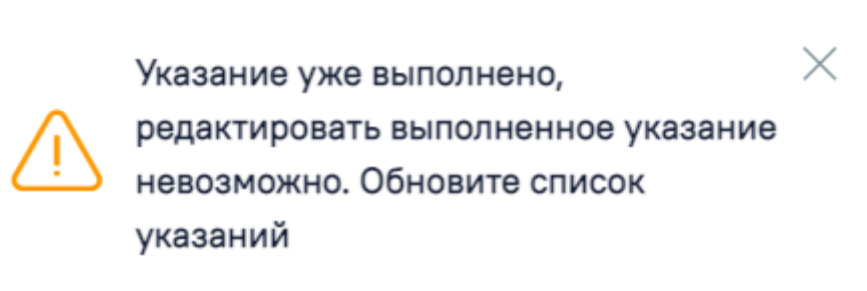 Указание уже выполнено,
редактировать выполненное указание
невозможно. Обновите список
указаний